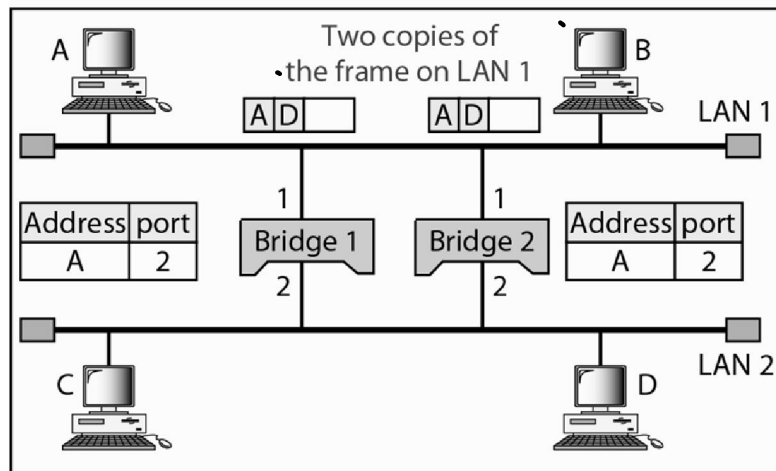 A
Two copies of
the frame on LAN 1
B
A D
A D
LAN 1
1
1
Address port
A 2
Bridge 1
Bridge 2
Address port
A 2
2
2
C
D
LAN 2